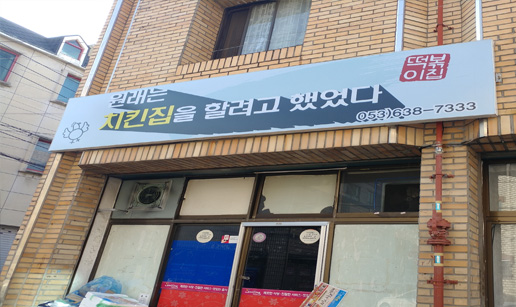 원래는
치킨집을 할려고 했었다
떡볶
이집
053)638-7333